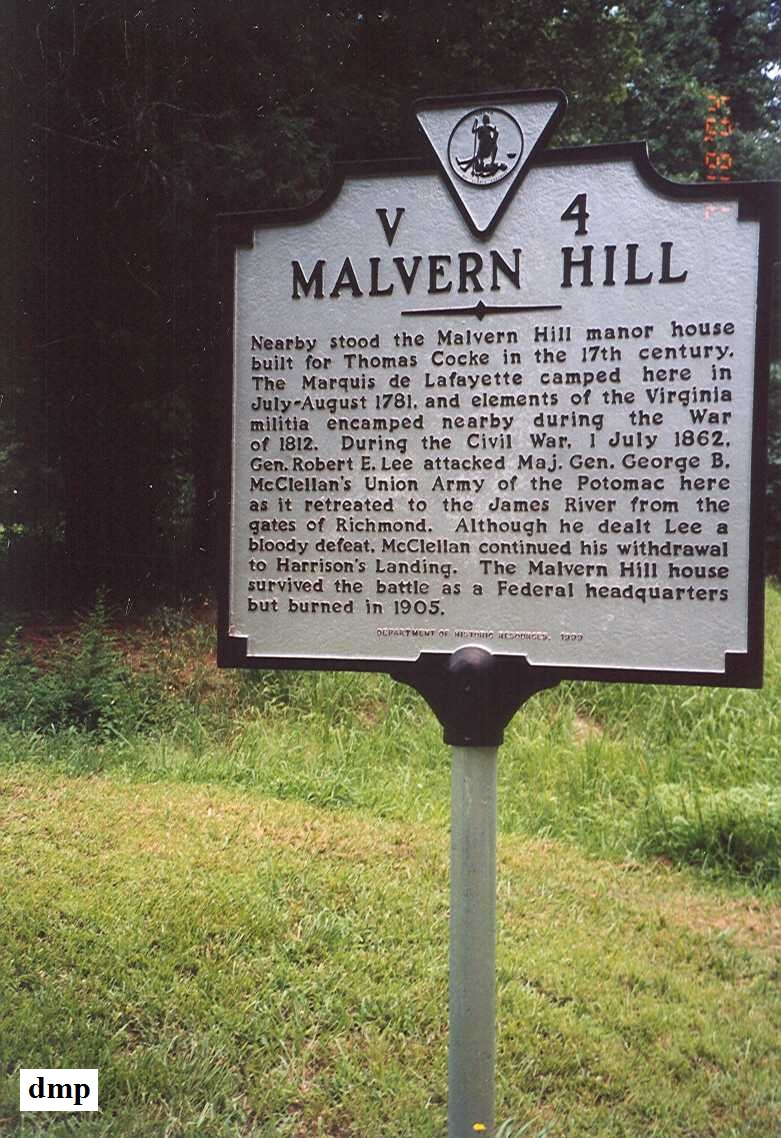 V 4
MALVERN HILL
Nearby stood the Malvern Hill manor house
built for Thomas Cocke in the 17th century.
The Marquis de Lafayette camped here in
July-August 1781, and elements of the Virginia
militia encamped nearby during the War
of 1812. During the Civil War, 1 July 1862,
Gen. Robert E. Lee attacked Maj. Gen. George B.
McClellan's Union Army of the Potomac here
as it retreated to the James River from the
gates of Richmond. Although he dealt Lee a
bloody defeat, McClellan continued his withdrawal
to Harrison's Landing. The Malvern Hill house
survived the battle as a Federal headquarters
but burned in 1905.
DEPARTMENT OF HISTORIC RESOURCES, 1999
dmp